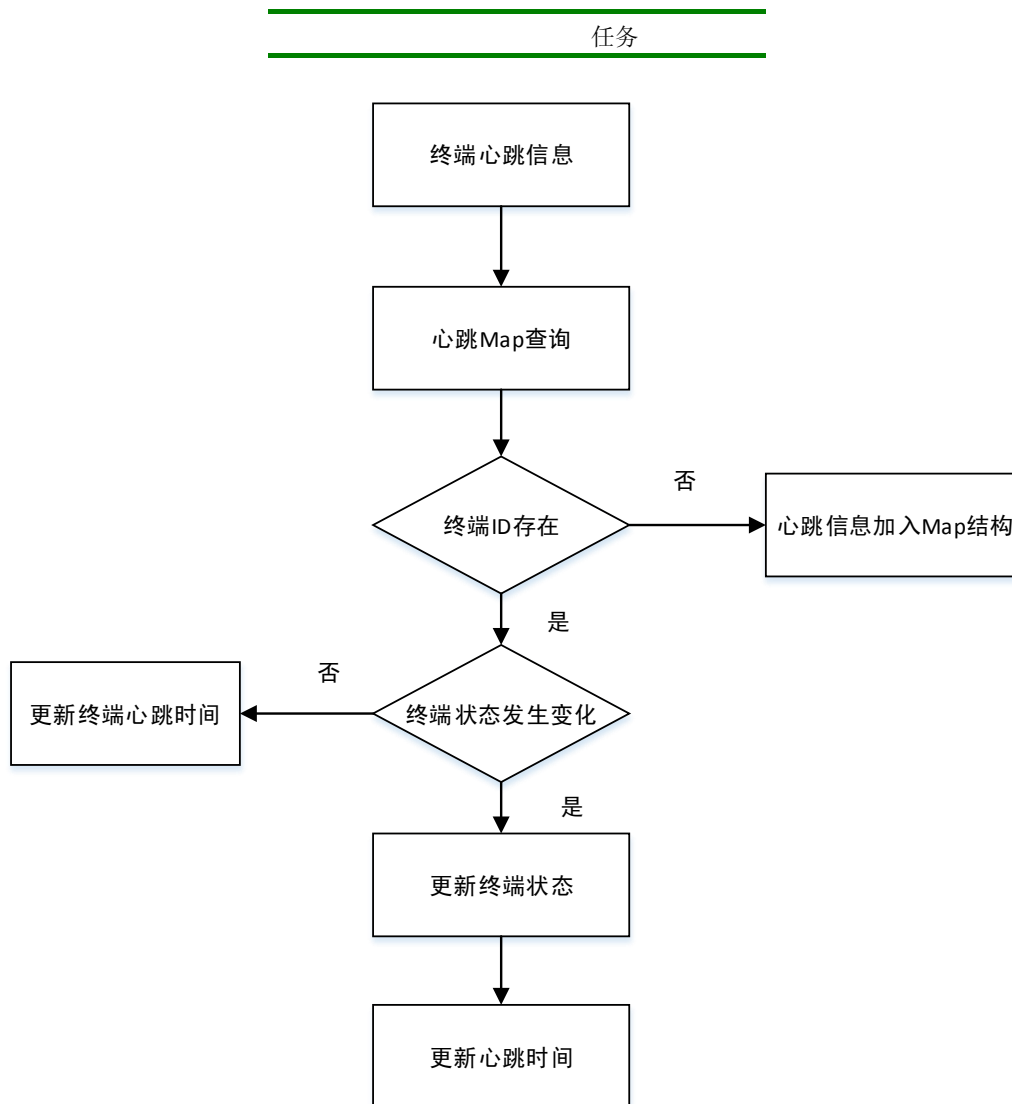 任务
终端心跳信息
心跳Map查询
终端ID存在
否
心跳信息加入Map结构
是
终端状态发生变化
否
更新终端心跳时间
是
更新终端状态
更新心跳时间